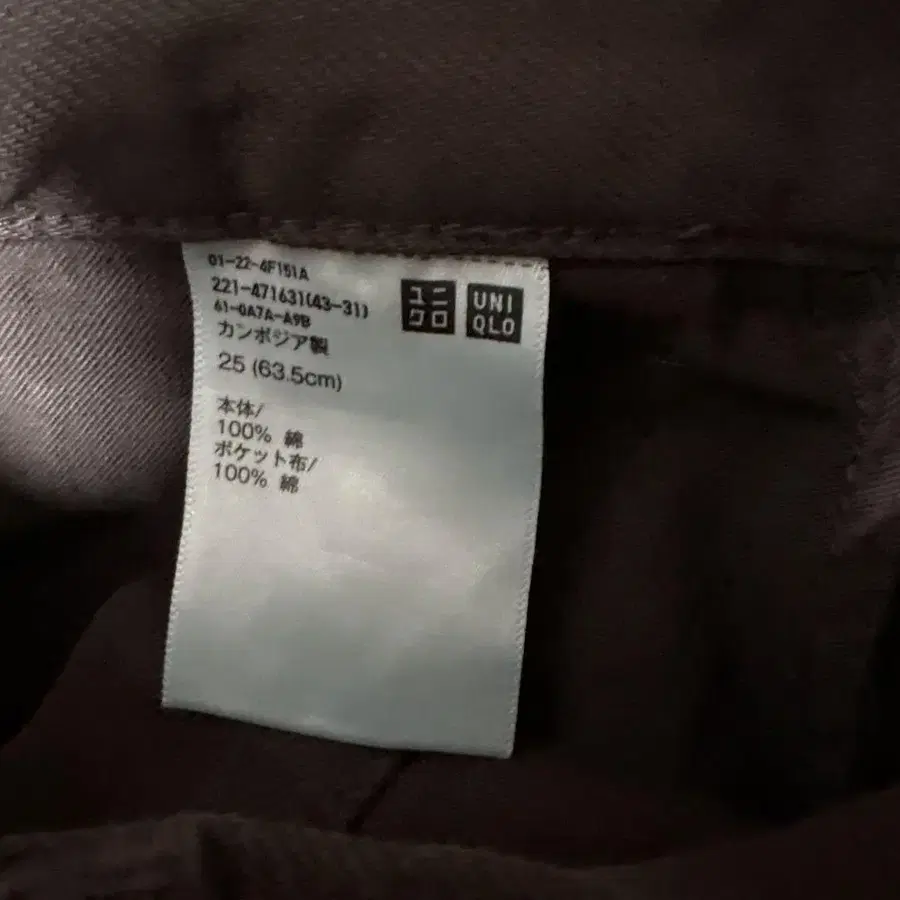 01-22-4F151A
221-471631(43-31)
61-0A7A-A9B
カンボジア製
25 (63.5cm)
本体/
100% 綿
ポケット布/
100% 綿
ユニ
クロ
UNI
QLO